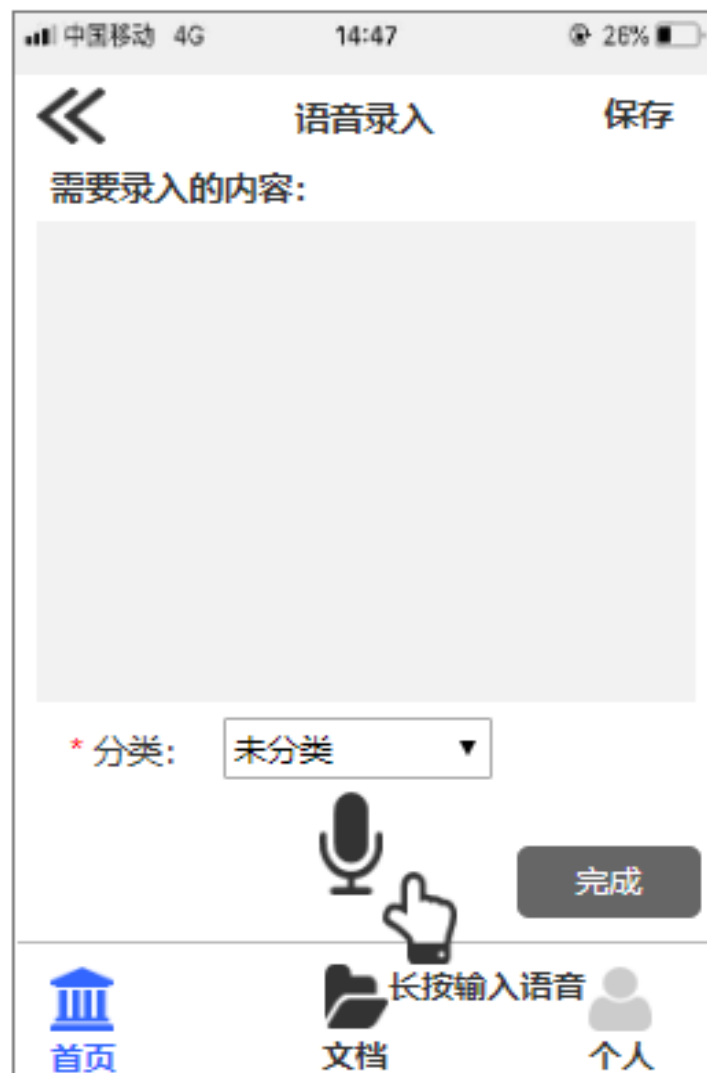 中国移动 4G 14:47 26%
语音录入 保存
需要录入的内容：
* 分类： 未分类
完成
长按输入语音
首页 文档 个人